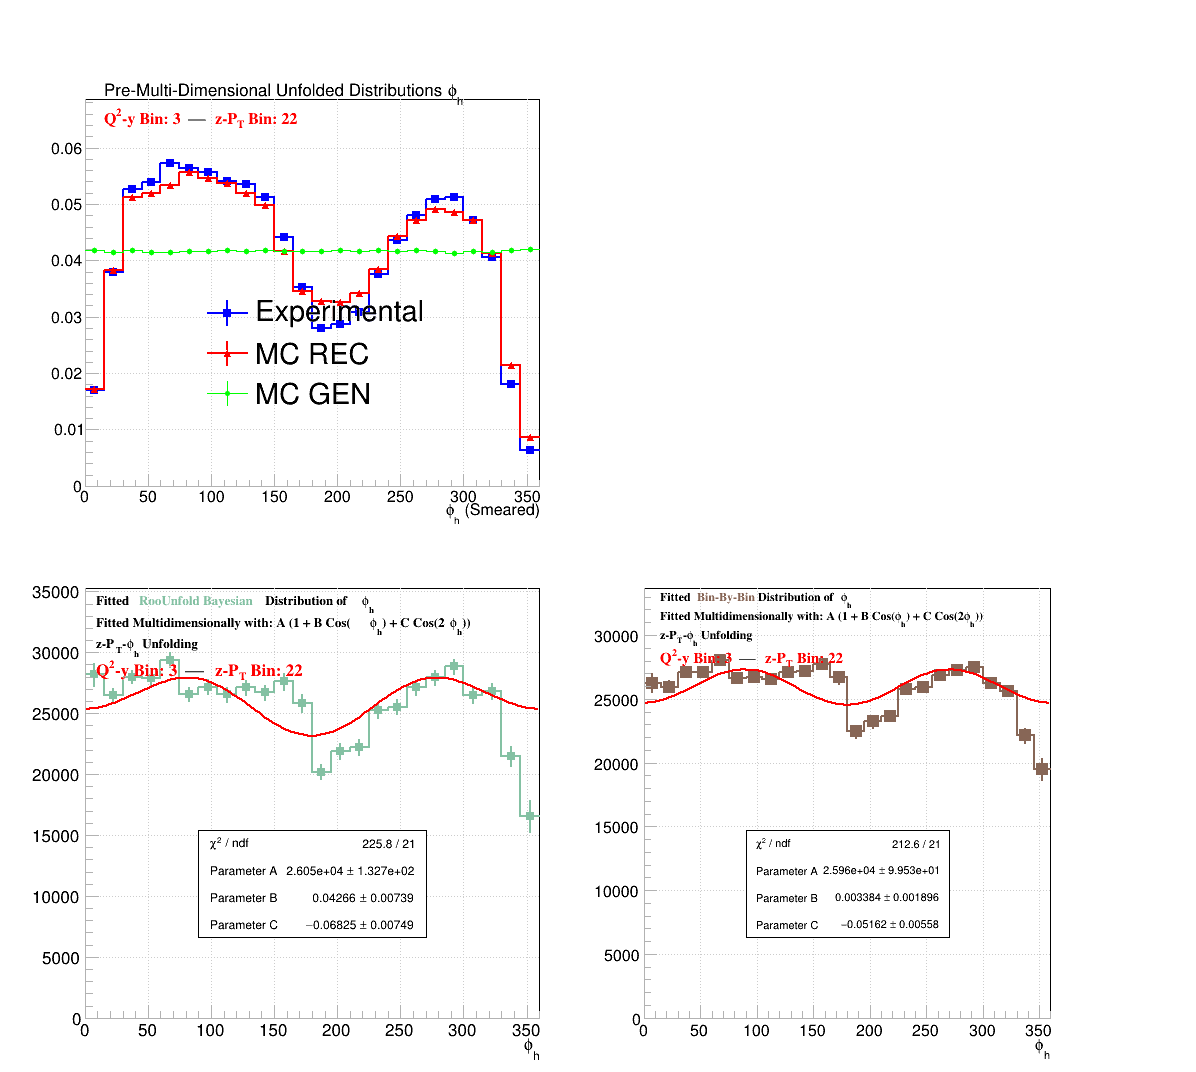 Pre-Multi-Dimensional Unfolded Distributions ϕh
Q²-y Bin: 3 — z-PT Bin: 22
0.06
0.05
0.04
0.03
0.02
0.01
0
Experimental
MC REC
MC GEN
0 50 100 150 200 250 300 350
ϕh (Smeared)
Fitted RooUnfold Bayesian Distribution of ϕh
Fitted Multidimensionally with: A (1 + B Cos( ϕh) + C Cos(2 ϕh))
z-PT-ϕh Unfolding
Q²-y Bin: 3 — z-PT Bin: 22
35000
30000
25000
20000
15000
10000
5000
0
χ² / ndf 225.8 / 21
Parameter A 2.605e+04 ± 1.327e+02
Parameter B 0.04266 ± 0.00739
Parameter C −0.06825 ± 0.00749
0 50 100 150 200 250 300 350
ϕh
Fitted Bin-By-Bin Distribution of ϕh
Fitted Multidimensionally with: A (1 + B Cos(ϕh) + C Cos(2ϕh))
z-PT-ϕh Unfolding
Q²-y Bin: 3 — z-PT Bin: 22
30000
25000
20000
15000
10000
5000
0
χ² / ndf 212.6 / 21
Parameter A 2.596e+04 ± 9.953e+01
Parameter B 0.003384 ± 0.001896
Parameter C −0.05162 ± 0.00558
0 50 100 150 200 250 300 350
ϕh